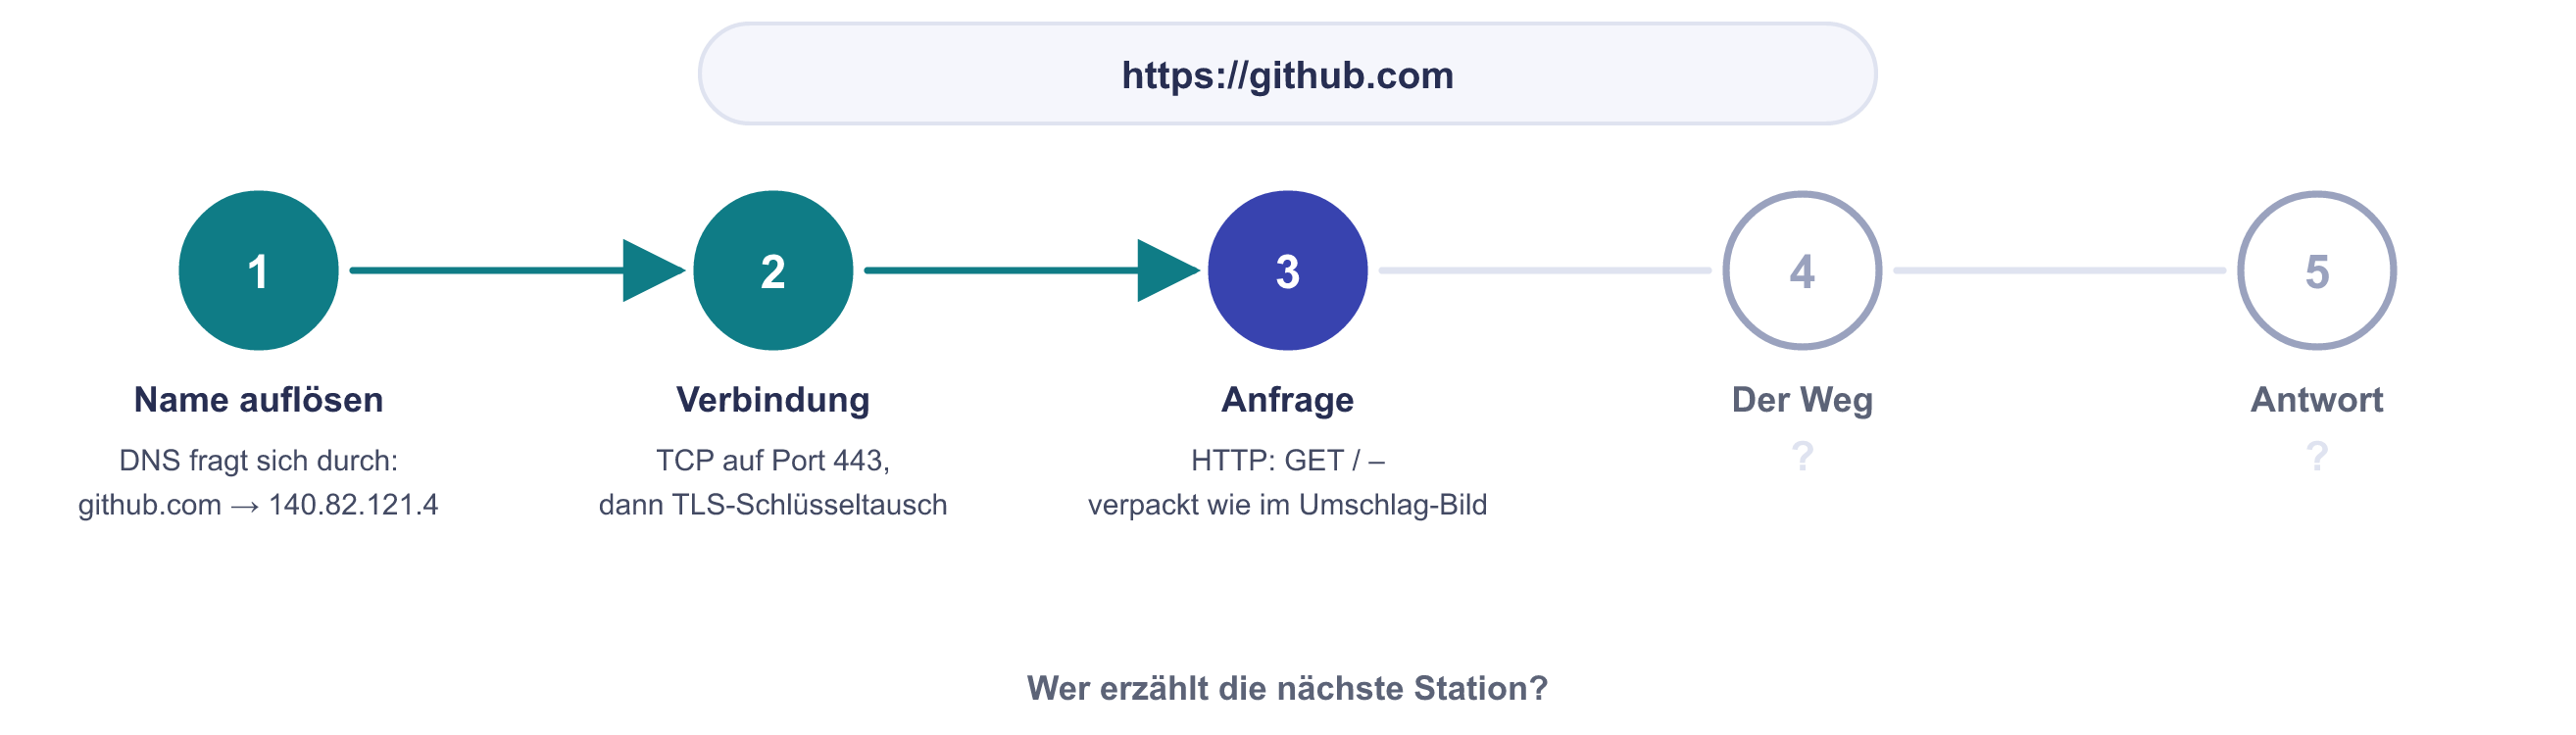 https://github.com
1
2
3
4
5
Name auflösen
Verbindung
Anfrage
Der Weg
Antwort
DNS fragt sich durch:
github.com → 140.82.121.4
TCP auf Port 443,
dann TLS-Schlüsseltausch
HTTP: GET / –
verpackt wie im Umschlag-Bild
?
?
Wer erzählt die nächste Station?